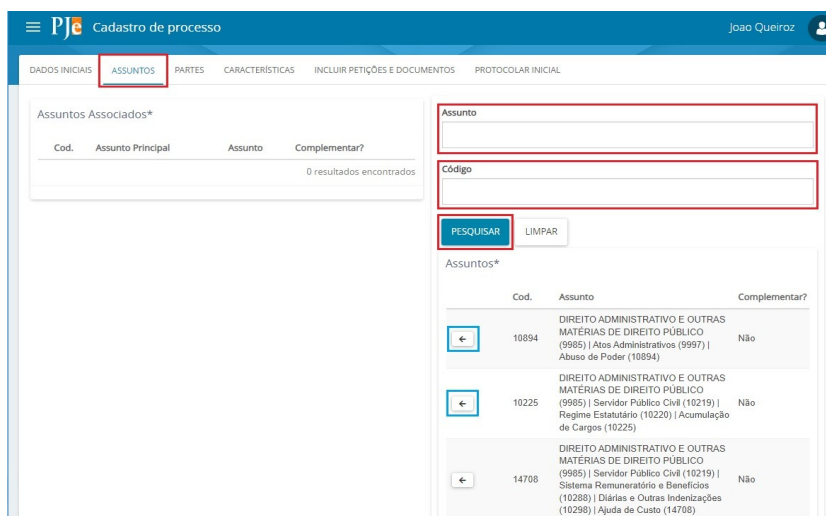 PJe Cadastro de processo
Joao Queiroz
DADOS INICIAIS ASSUNTOS PARTES CARACTERÍSTICAS INCLUIR PETIÇÕES E DOCUMENTOS PROTOCOLAR INICIAL
Assuntos Associados*
Cod. Assunto Principal Assunto Complementar?
0 resultados encontrados
Assunto
Código
PESQUISAR LIMPAR
Assuntos*
Cod. Assunto Complementar?
DIREITO ADMINISTRATIVO E OUTRAS
MATÉRIAS DE DIREITO PÚBLICO
10894 (9985) | Atos Administrativos (9997) | Não
Abuso de Poder (10894)
DIREITO ADMINISTRATIVO E OUTRAS
MATÉRIAS DE DIREITO PÚBLICO
10225 (9985) | Servidor Público Civil (10219) | Não
Regime Estatutário (10220) | Acumulação
de Cargos (10225)
DIREITO ADMINISTRATIVO E OUTRAS
MATÉRIAS DE DIREITO PÚBLICO
(9985) | Servidor Público Civil (10219) |
14708 Sistema Remuneratório e Benefícios Não
(10288) | Diárias e Outras Indenizações
(10298) | Ajuda de Custo (14708)